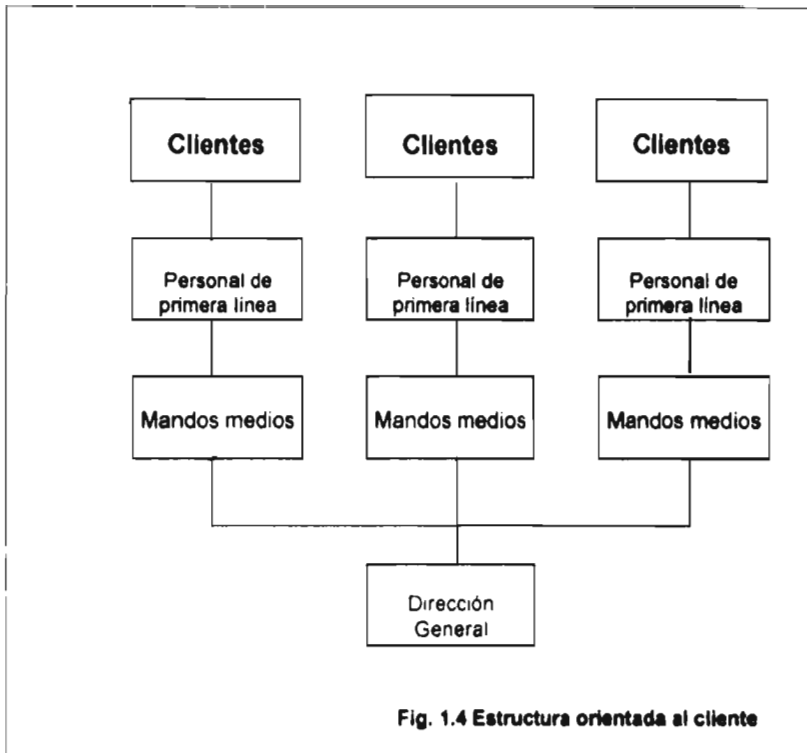 Clientes
Clientes
Clientes
Personal de
primera línea
Personal de
primera línea
Personal de
primera línea
Mandos medios
Mandos medios
Mandos medios
Dirección
General
Fig. 1.4 Estructura orientada al cliente